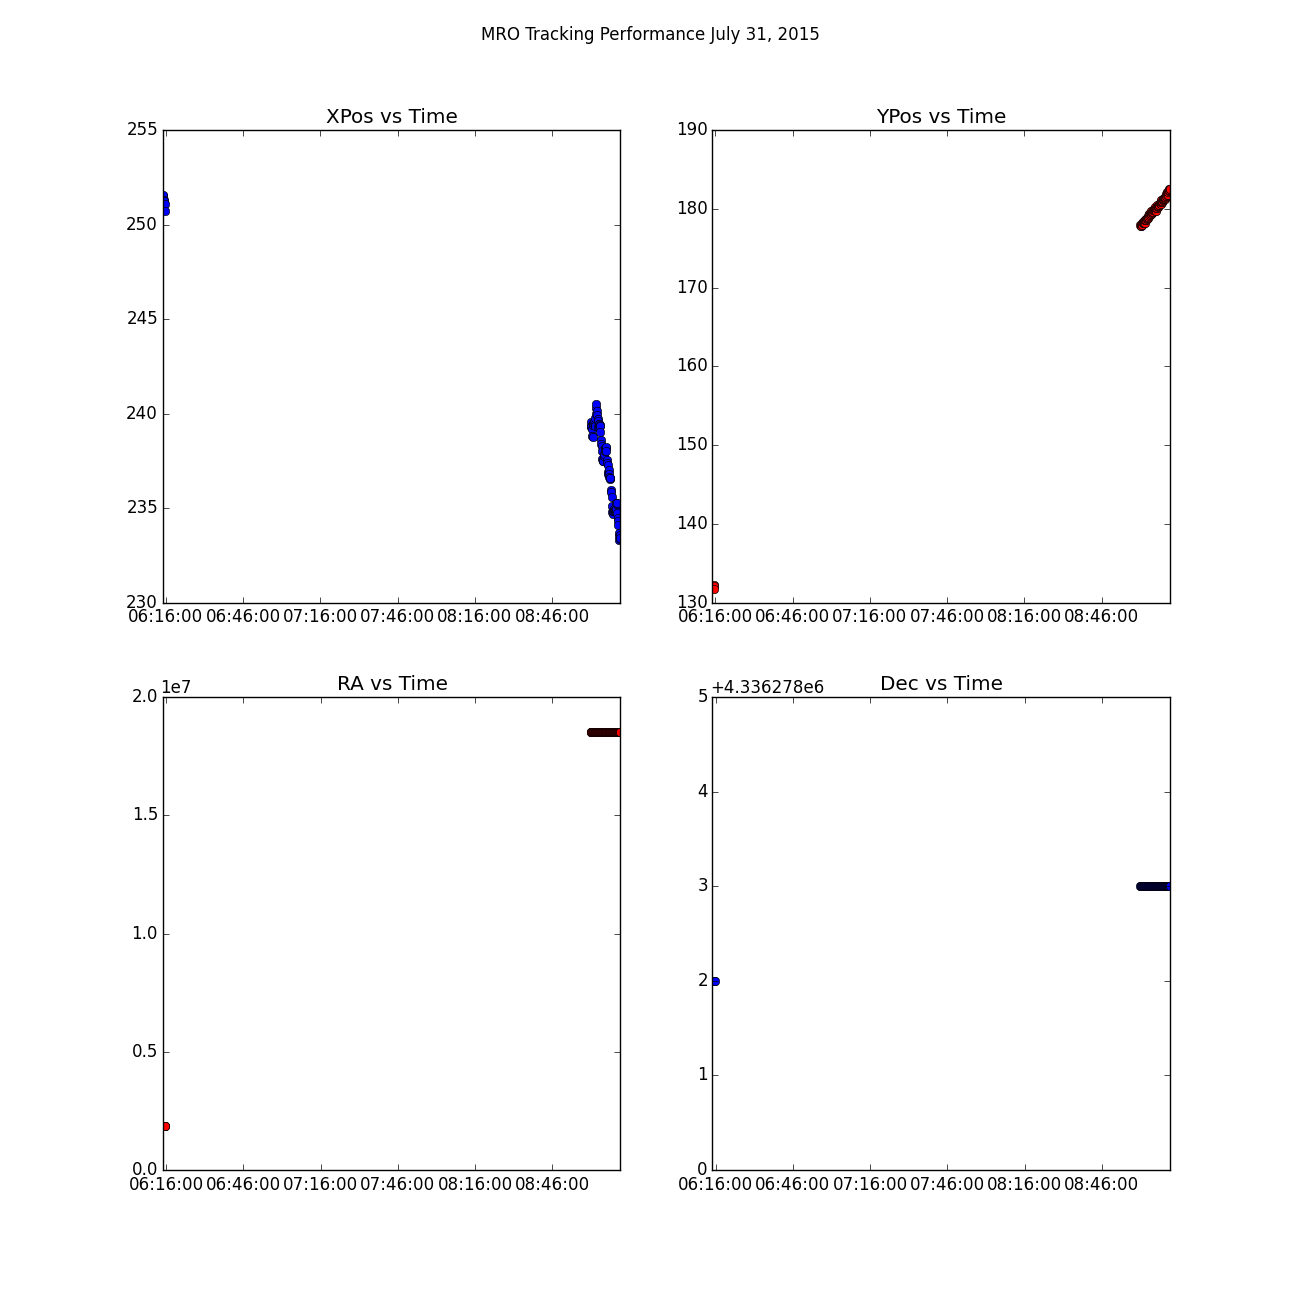 MRO Tracking Performance July 31, 2015
XPos vs Time
255
250
245
240
235
230
06:16:00 06:46:00 07:16:00 07:46:00 08:16:00 08:46:00
YPos vs Time
190
180
170
160
150
140
130
06:16:00 06:46:00 07:16:00 07:46:00 08:16:00 08:46:00
RA vs Time
1e7
2.0
1.5
1.0
0.5
0.0
06:16:00 06:46:00 07:16:00 07:46:00 08:16:00 08:46:00
Dec vs Time
+4.336278e6
5
4
3
2
1
0
06:16:00 06:46:00 07:16:00 07:46:00 08:16:00 08:46:00